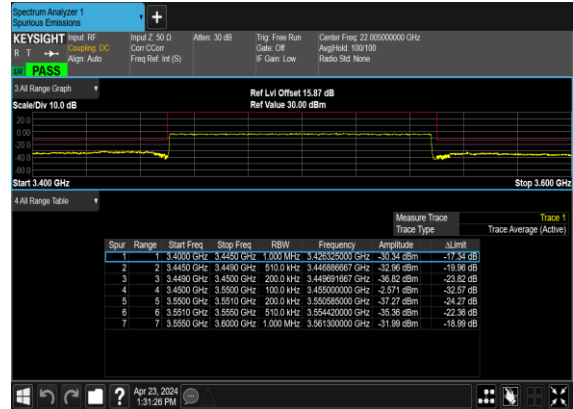 Spectrum Analyzer 1
Spurious Emissions
+
KEYSIGHT Input: RF Input Z: 50 Ω Atten: 30 dB Trig: Free Run Center Freq: 22.005000000 GHz
R T Coupling: DC Corr CCorr Gate: Off Avg|Hold: 100/100
Align: Auto Freq Ref: Int (S) IF Gain: Low Radio Std: None
PASS
3 All Range Graph
Ref Lvl Offset 15.87 dB
Scale/Div 10.0 dB Ref Value 30.00 dBm
20.0
0.00
-20.0
-40.0
-60.0
Start 3.400 GHz Stop 3.600 GHz
4 All Range Table
Measure Trace Trace 1
Trace Type Trace Average (Active)
Spur Range Start Freq Stop Freq RBW Frequency Amplitude ΔLimit
1 1 3.4000 GHz 3.4450 GHz 1.000 MHz 3.426325000 GHz -30.34 dBm -17.34 dB
2 2 3.4450 GHz 3.4490 GHz 510.0 kHz 3.446886667 GHz -32.96 dBm -19.96 dB
3 3 3.4490 GHz 3.4500 GHz 200.0 kHz 3.449691667 GHz -36.82 dBm -23.82 dB
4 4 3.4500 GHz 3.5500 GHz 100.0 kHz 3.455000000 GHz -2.571 dBm -32.57 dB
5 5 3.5500 GHz 3.5510 GHz 200.0 kHz 3.550585000 GHz -37.27 dBm -24.27 dB
6 6 3.5510 GHz 3.5550 GHz 510.0 kHz 3.554420000 GHz -35.36 dBm -22.36 dB
7 7 3.5550 GHz 3.6000 GHz 1.000 MHz 3.561300000 GHz -31.99 dBm -18.99 dB
? Apr 23, 2024
1:31:26 PM